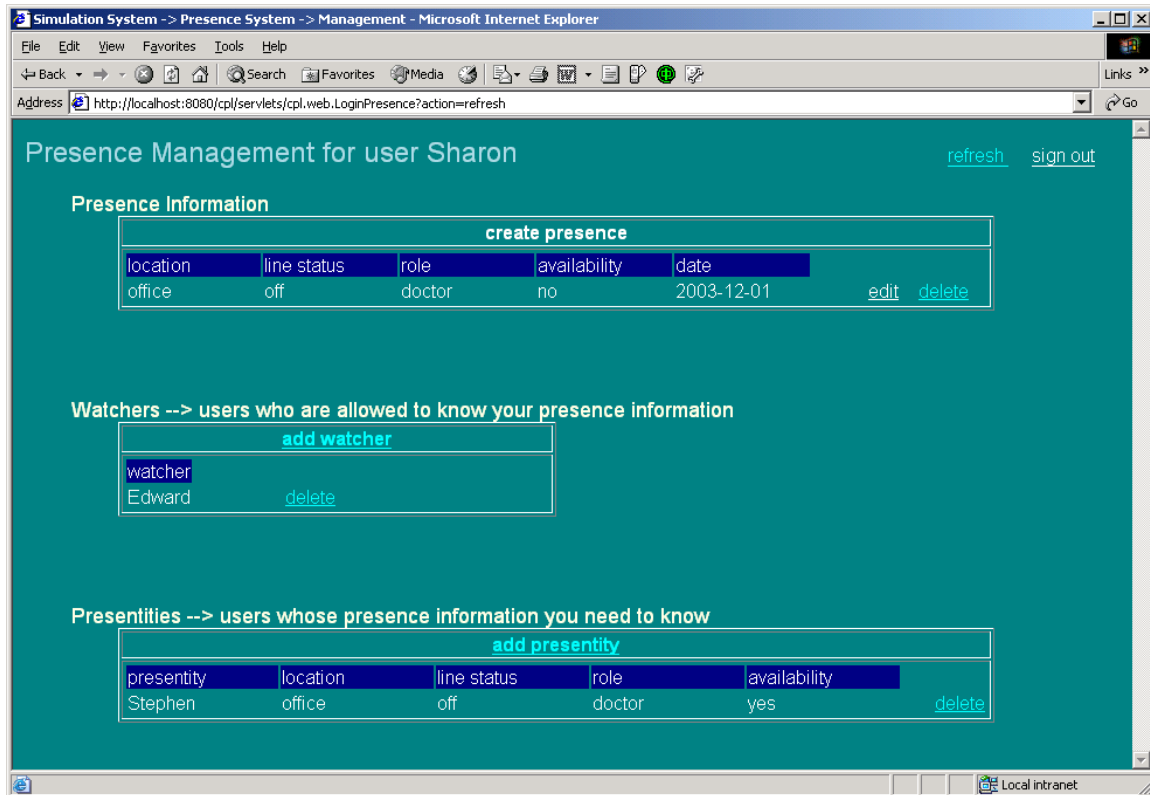 Simulation System -> Presence System -> Management - Microsoft Internet Explorer
File Edit View Favorites Tools Help
Back Search Favorites Media Links »
Address http://localhost:8080/cpl/servlets/cpl.web.LoginPresence?action=refresh Go
Presence Management for user Sharon refresh sign out
Presence Information
create presence
location line status role availability date
office off doctor no 2003-12-01 edit delete
Watchers --> users who are allowed to know your presence information
add watcher
watcher
Edward delete
Presentities --> users whose presence information you need to know
add presentity
presentity location line status role availability
Stephen office off doctor yes delete
Local intranet